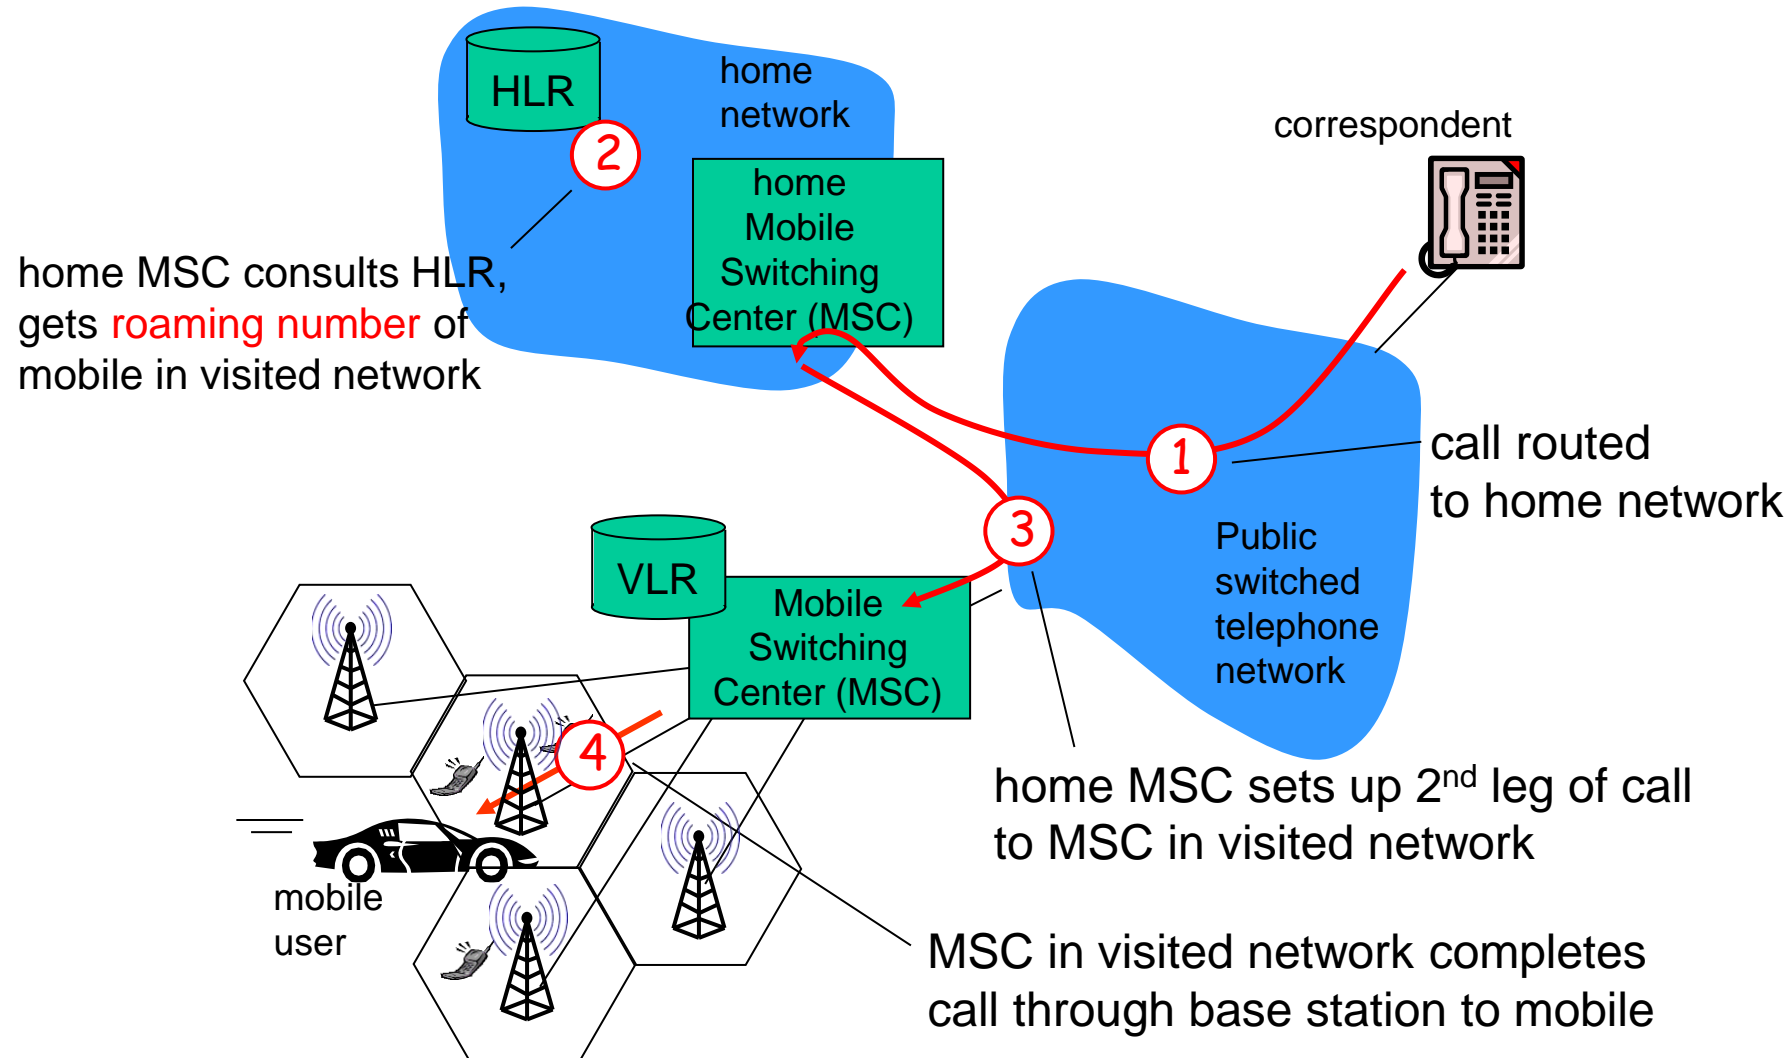 HLR
home
network
2
home
Mobile
Switching
Center (MSC)
correspondent
home MSC consults HLR,
gets roaming number of
mobile in visited network
1
call routed
to home network
3
Public
switched
telephone
network
VLR
Mobile
Switching
Center (MSC)
4
home MSC sets up 2nd leg of call
to MSC in visited network
mobile
user
MSC in visited network completes
call through base station to mobile